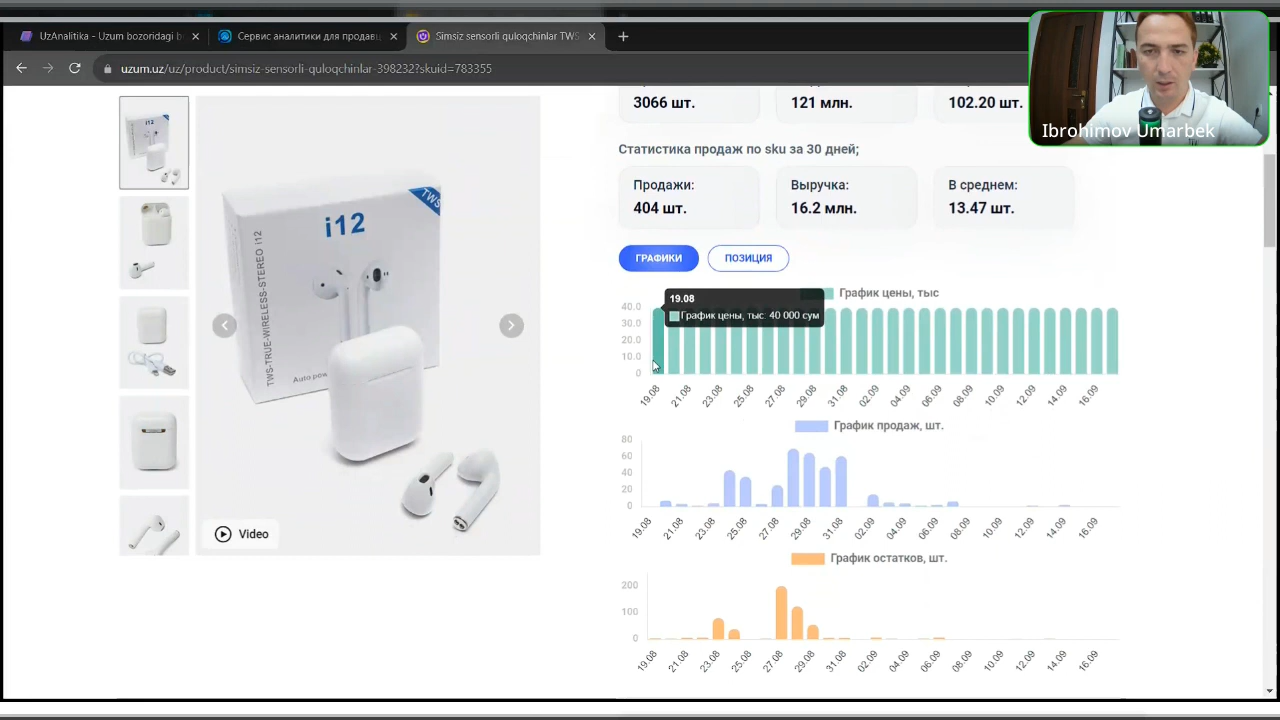 UzAnalitika - Uzum bozoridagi b
Сервис аналитики для продавц
Simsiz sensorli quloqchinlar TWS
uzum.uz/uz/product/simsiz-sensorli-quloqchinlar-398232?skuid=783355
Ibrohimov Umarbek
3066 шт.
121 млн.
102.20 шт.
Статистика продаж по sku за 30 дней;
Продажи:
404 шт.
Выручка:
16.2 млн.
В среднем:
13.47 шт.
ГРАФИКИ
ПОЗИЦИЯ
TWS
i12
TWS-TRUE-WIRELESS-STEREO i12
Auto pow
Video
График цены, тыс
19.08
График цены, тыс: 40 000 сум
40.0
30.0
20.0
10.0
0
19.08 21.08 23.08 25.08 27.08 29.08 31.08 02.09 04.09 06.09 08.09 10.09 12.09 14.09 16.09
График продаж, шт.
80
60
40
20
0
19.08 21.08 23.08 25.08 27.08 29.08 31.08 02.09 04.09 06.09 08.09 10.09 12.09 14.09 16.09
График остатков, шт.
200
100
0
19.08 21.08 23.08 25.08 27.08 29.08 31.08 02.09 04.09 06.09 08.09 10.09 12.09 14.09 16.09